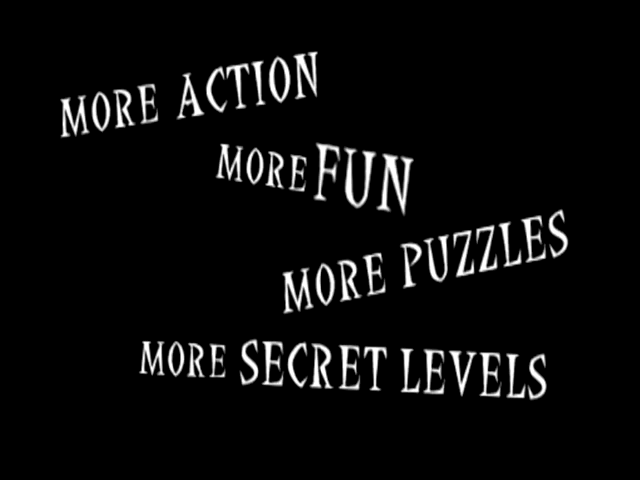 MORE ACTION
MORE FUN
MORE PUZZLES
MORE SECRET LEVELS